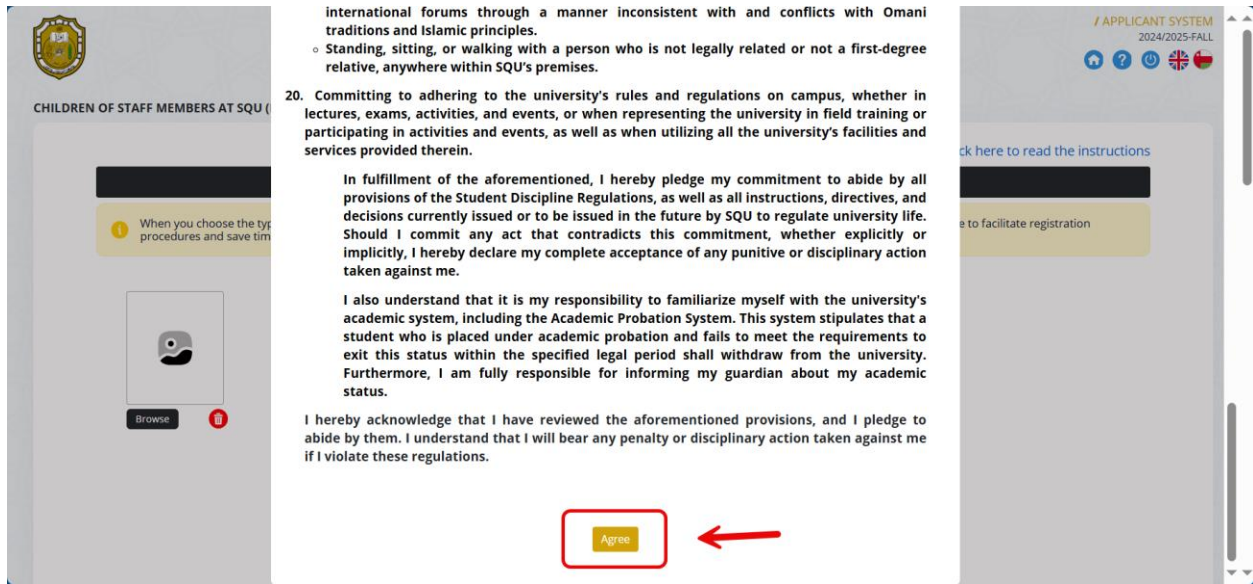 international forums through a manner inconsistent with and conflicts with Omani
traditions and Islamic principles.
◦ Standing, sitting, or walking with a person who is not legally related or not a first-degree
relative, anywhere within SQU's premises.
/ APPLICANT SYSTEM
2024/2025-FALL
CHILDREN OF STAFF MEMBERS AT SQU (
20. Committing to adhering to the university's rules and regulations on campus, whether in
lectures, exams, activities, and events, or when representing the university in field training or
participating in activities and events, as well as when utilizing all the university's facilities and
services provided therein.
ck here to read the instructions
When you choose the typ
procedures and save tim
e to facilitate registration
In fulfillment of the aforementioned, I hereby pledge my commitment to abide by all
provisions of the Student Discipline Regulations, as well as all instructions, directives, and
decisions currently issued or to be issued in the future by SQU to regulate university life.
Should I commit any act that contradicts this commitment, whether explicitly or
implicitly, I hereby declare my complete acceptance of any punitive or disciplinary action
taken against me.
I also understand that it is my responsibility to familiarize myself with the university's
academic system, including the Academic Probation System. This system stipulates that a
student who is placed under academic probation and fails to meet the requirements to
exit this status within the specified legal period shall withdraw from the university.
Furthermore, I am fully responsible for informing my guardian about my academic
status.
Browse
I hereby acknowledge that I have reviewed the aforementioned provisions, and I pledge to
abide by them. I understand that I will bear any penalty or disciplinary action taken against me
if I violate these regulations.
Agree